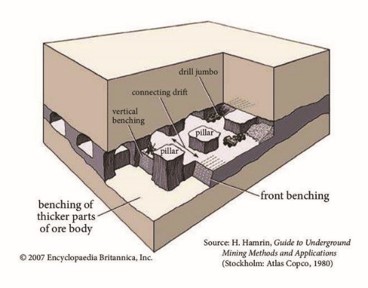 drill jumbo
connecting drift
vertical
benching
pillar
pillar
benching of
thicker parts
of ore body
front benching
Source: H. Hamrin, Guide to Underground
Mining Methods and Applications
(Stockholm: Atlas Copco, 1980)
© 2007 Encyclopaedia Britannica, Inc.